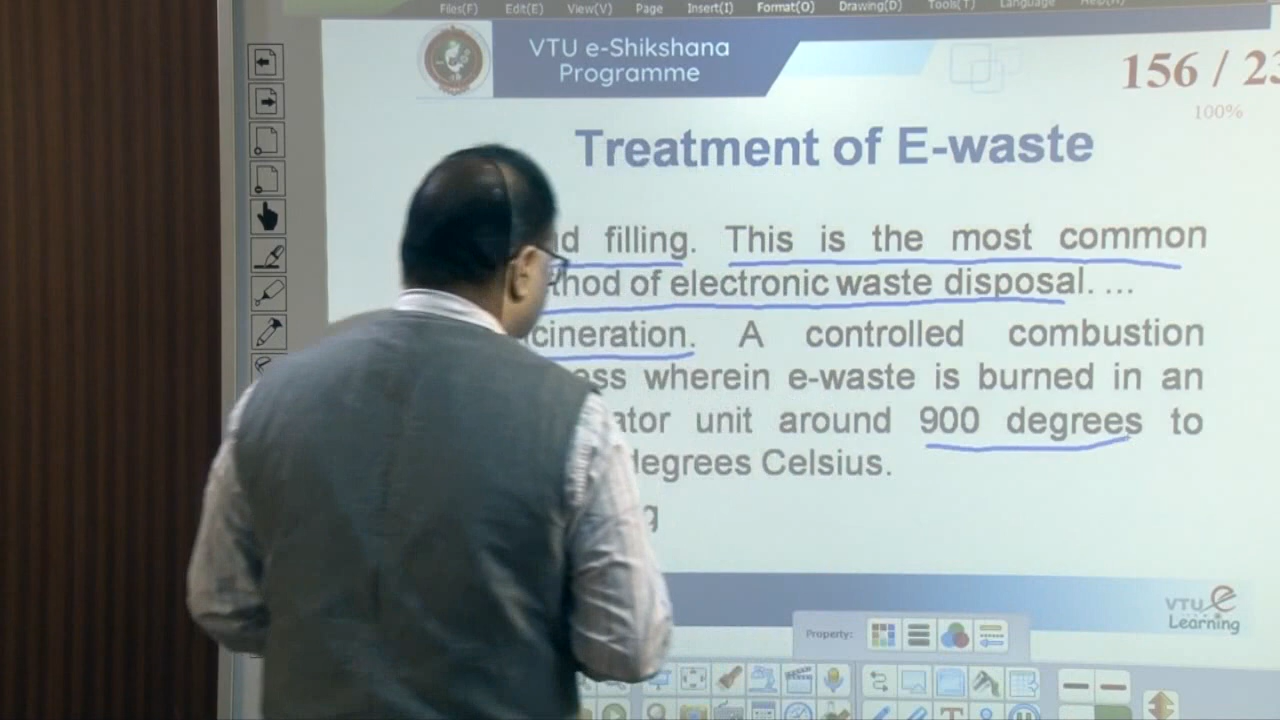 Files(F) Edit(E) View(V) Page Insert(I) Format(O) Drawing(D) Tools(T) Language Help(H)
VTU e-Shikshana
Programme
156 / 23
100%
Treatment of E-waste
filling. This is the most common
of electronic waste disposal. ...
cineration. A controlled combustion
ess wherein e-waste is burned in an
ator unit around 900 degrees to
degrees Celsius.
g
VTU e
Learning
Property: